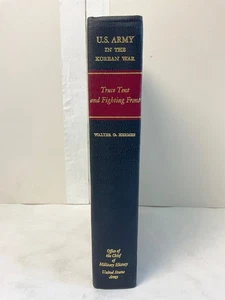 U.S. ARMY
IN THE
KOREAN WAR
Truce Tent
and Fighting Front
WALTER G. HERMES
Office of
the Chief
of
Military History
United States
Army